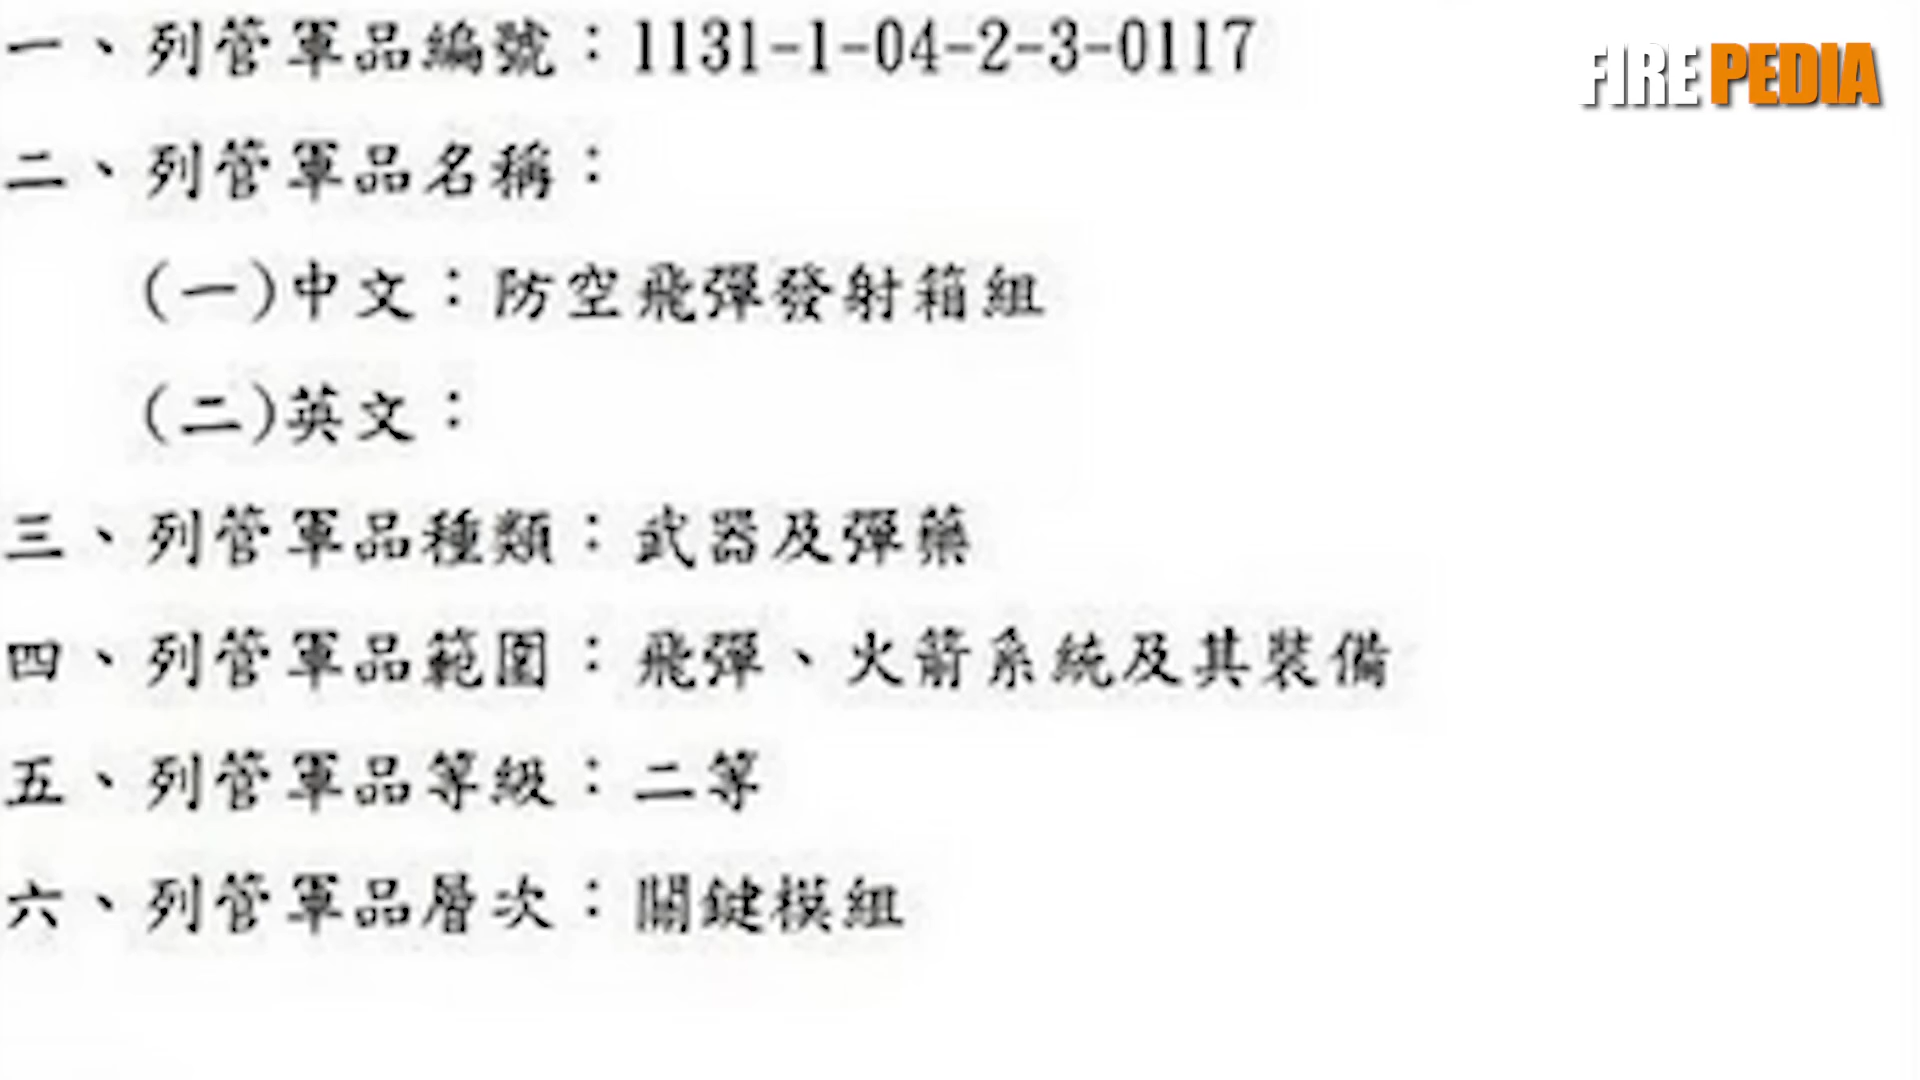 一、列管軍品編號：1131-1-04-2-3-0117
FIREPEDIA
二、列管軍品名稱：
(一)中文：防空飛彈發射箱組
(二)英文：
三、列管軍品種類：武器及彈藥
四、列管軍品範圍：飛彈、火箭系統及其裝備
五、列管軍品等級：二等
六、列管軍品層次：關鍵模組